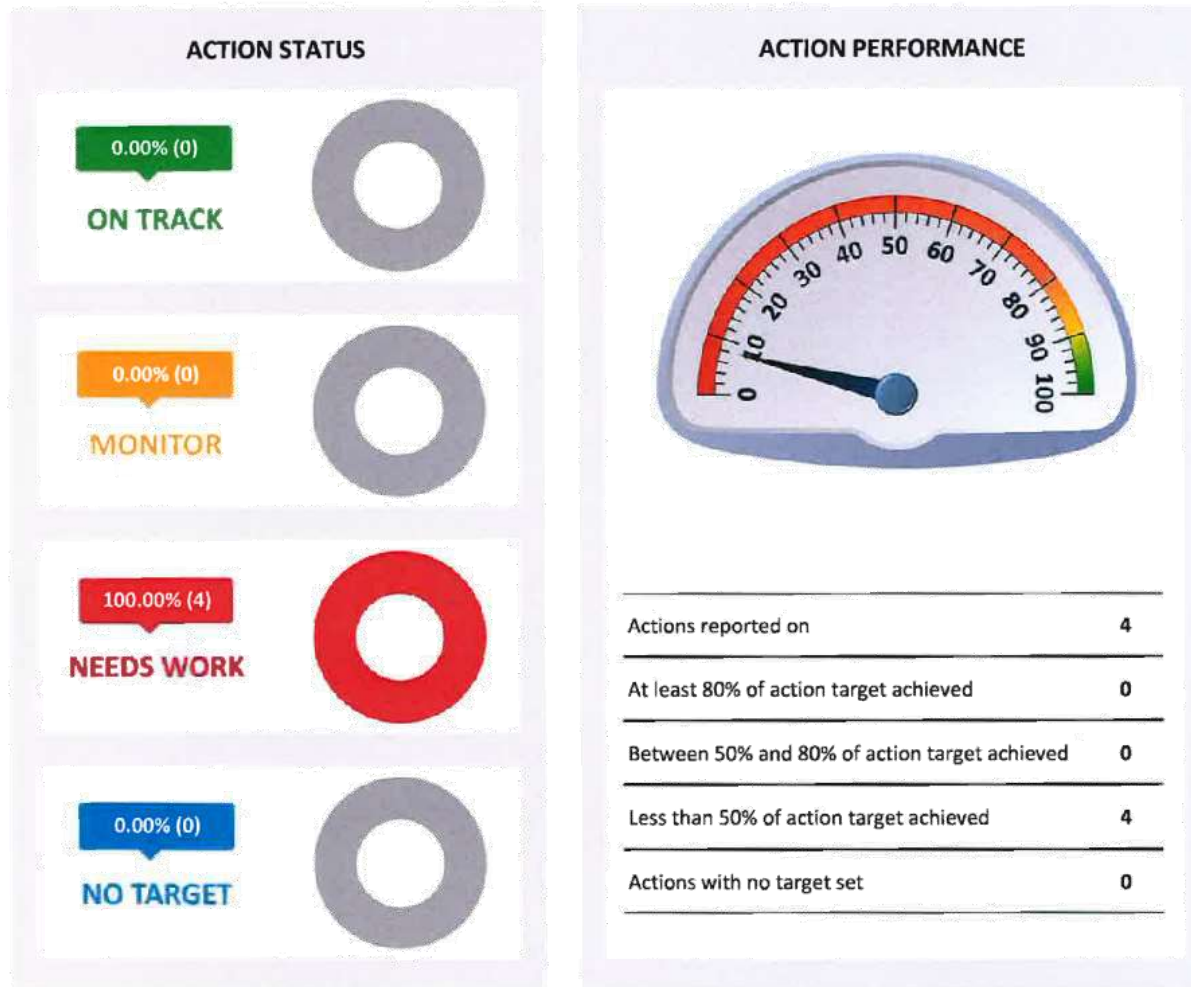 ACTION STATUS
0.00% (0)
ON TRACK
0.00% (0)
MONITOR
100.00% (4)
NEEDS WORK
0.00% (0)
NO TARGET
ACTION PERFORMANCE
0
10
20
30
40
50
60
70
80
90
100
Actions reported on 4
At least 80% of action target achieved 0
Between 50% and 80% of action target achieved 0
Less than 50% of action target achieved 4
Actions with no target set 0